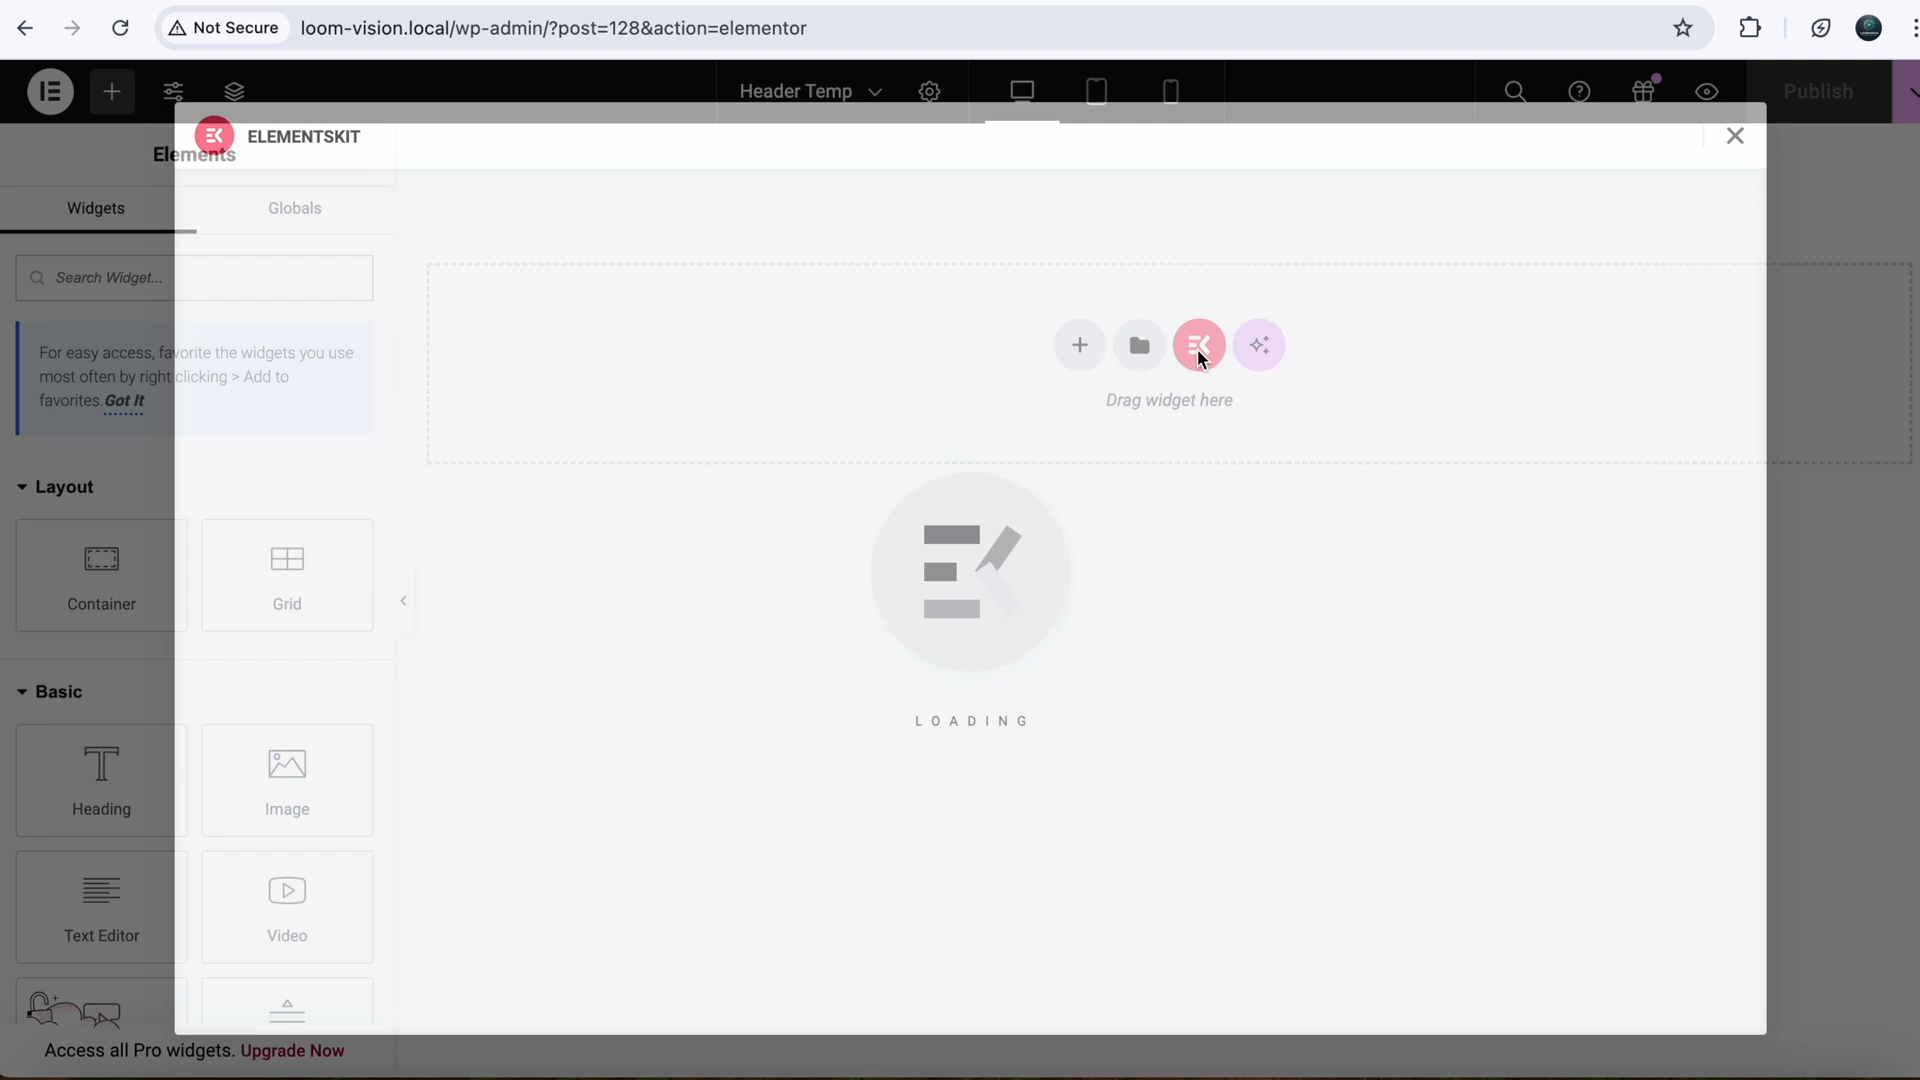 Not Secure
loom-vision.local/wp-admin/?post=128&action=elementor
Header Temp
Publish
ELEMENTSKIT
Elements
Widgets
Globals
Search Widget...
For easy access, favorite the widgets you use
most often by right clicking > Add to
favorites. Got It
Drag widget here
Layout
Container
Grid
LOADING
Basic
Heading
Image
Text Editor
Video
Access all Pro widgets. Upgrade Now